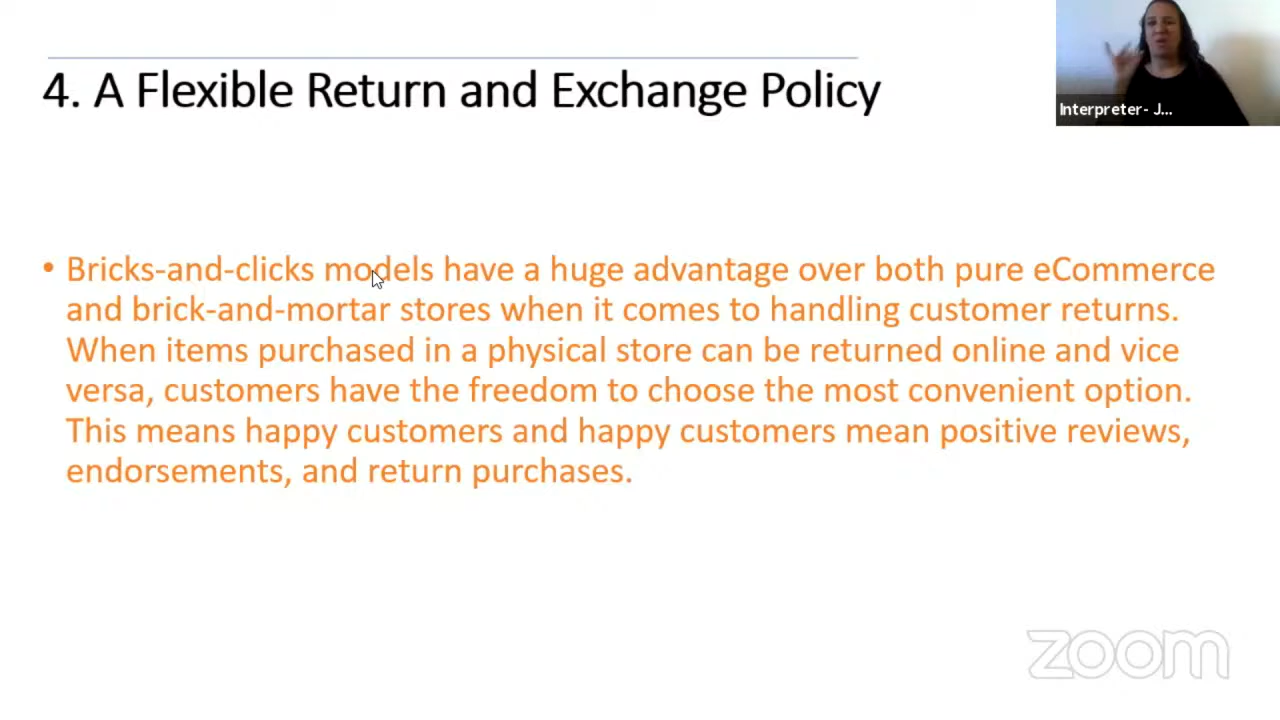 4. A Flexible Return and Exchange Policy
Interpreter- J...
• Bricks-and-clicks models have a huge advantage over both pure eCommerce
and brick-and-mortar stores when it comes to handling customer returns.
When items purchased in a physical store can be returned online and vice
versa, customers have the freedom to choose the most convenient option.
This means happy customers and happy customers mean positive reviews,
endorsements, and return purchases.
zoom